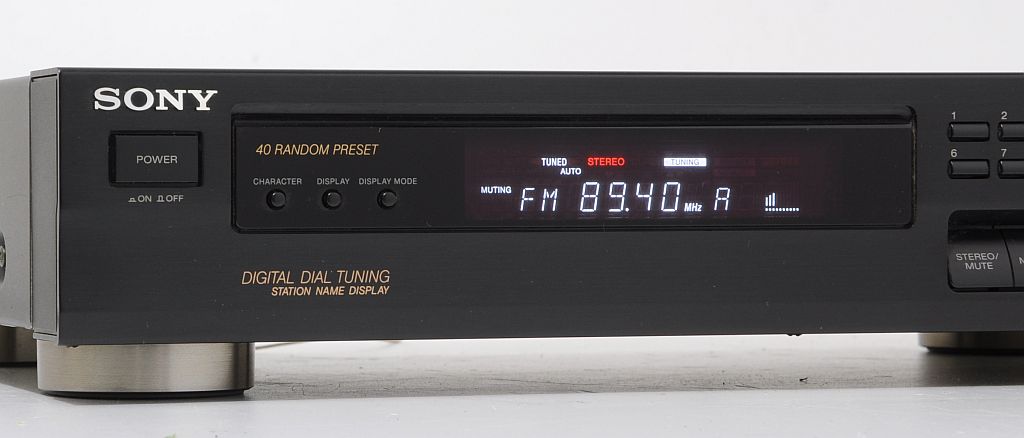 SONY
POWER
ON OFF
40 RANDOM PRESET
CHARACTER DISPLAY DISPLAY MODE
TUNED STEREO TUNING
AUTO
MUTING FM 89.40 MHz A
DIGITAL DIAL TUNING
STATION NAME DISPLAY
1 2
6 7
STEREO/
MUTE